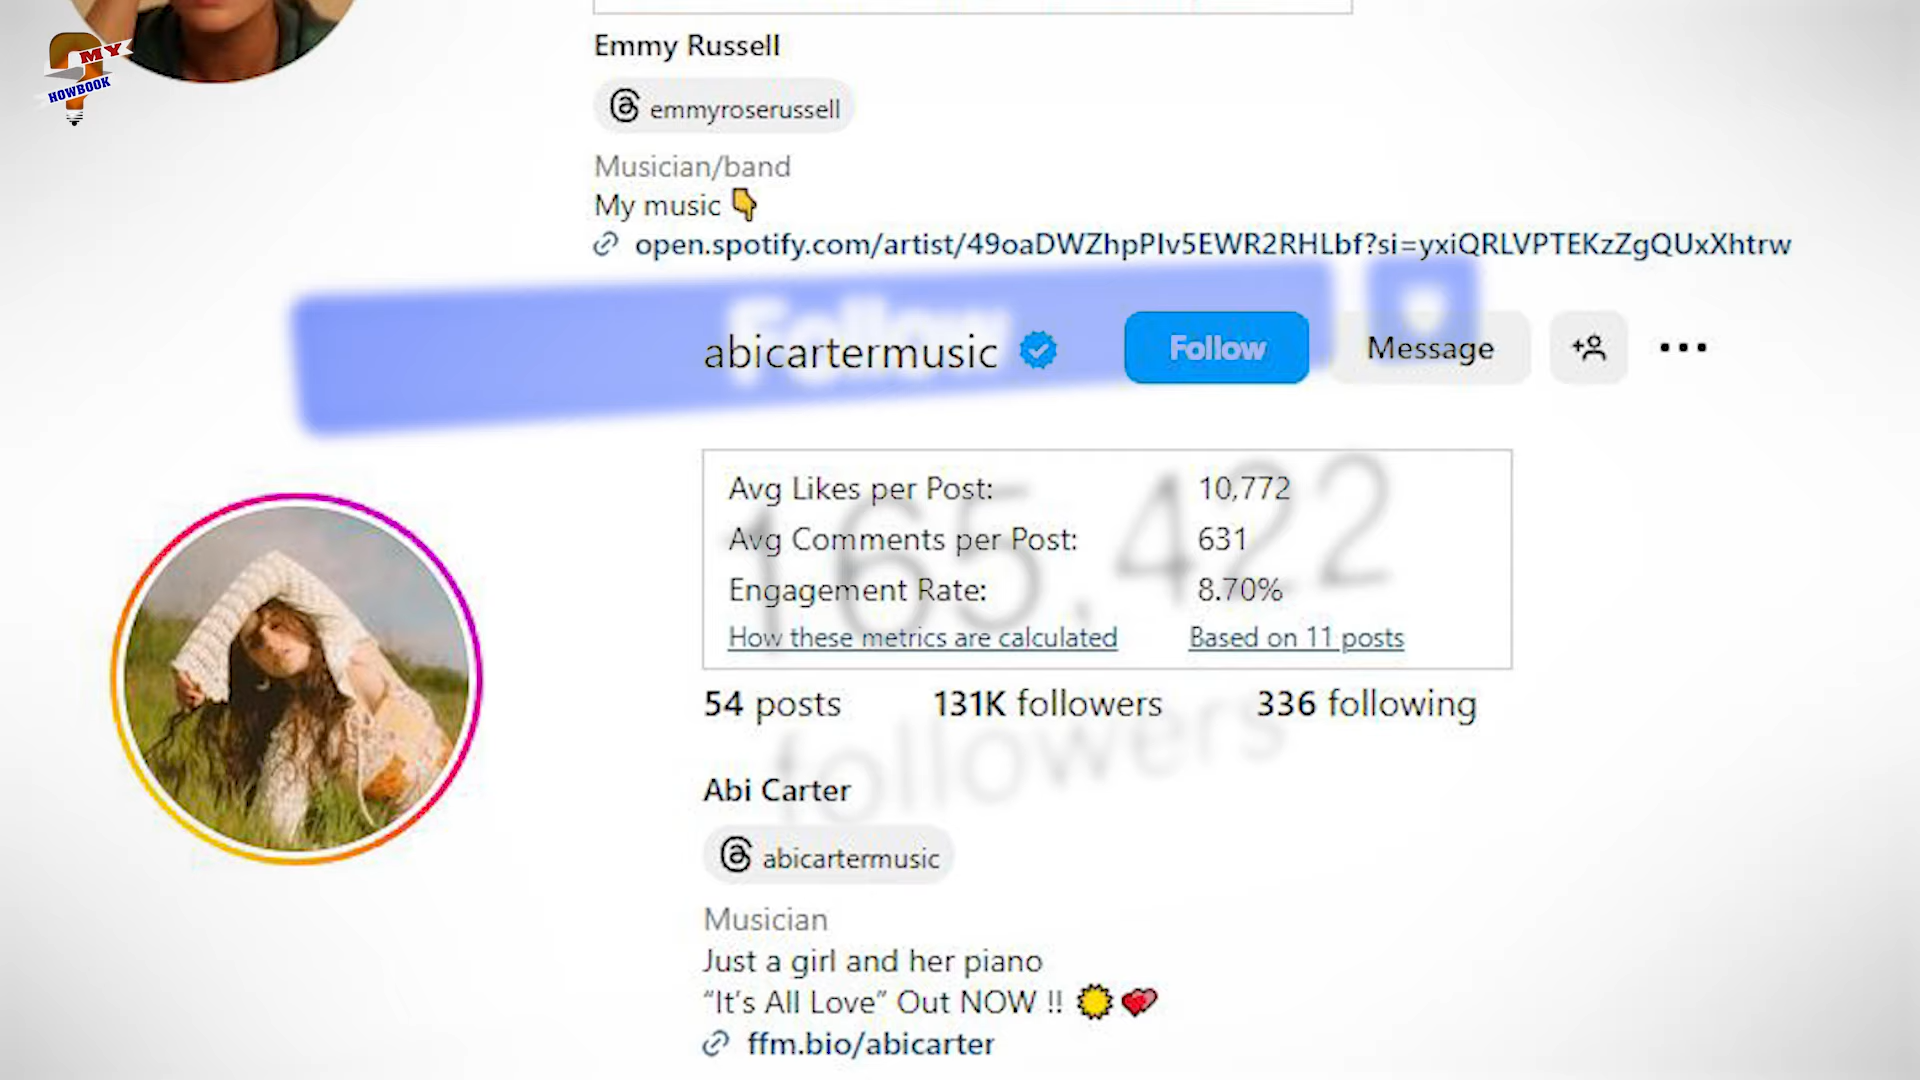 MY
HOWBOOK
Emmy Russell
emmyroserussell
Musician/band
My music 👇
open.spotify.com/artist/49oaDWZhpPIv5EWR2RHLbf?si=yxiQRLVPTEKzZgQUxXhtrw
Follow
abicartermusic
Follow
Message
165.422
followers
Avg Likes per Post: 10,772
Avg Comments per Post: 631
Engagement Rate: 8.70%
How these metrics are calculated Based on 11 posts
54 posts 131K followers 336 following
Abi Carter
abicartermusic
Musician
Just a girl and her piano
“It’s All Love” Out NOW !!
ffm.bio/abicarter